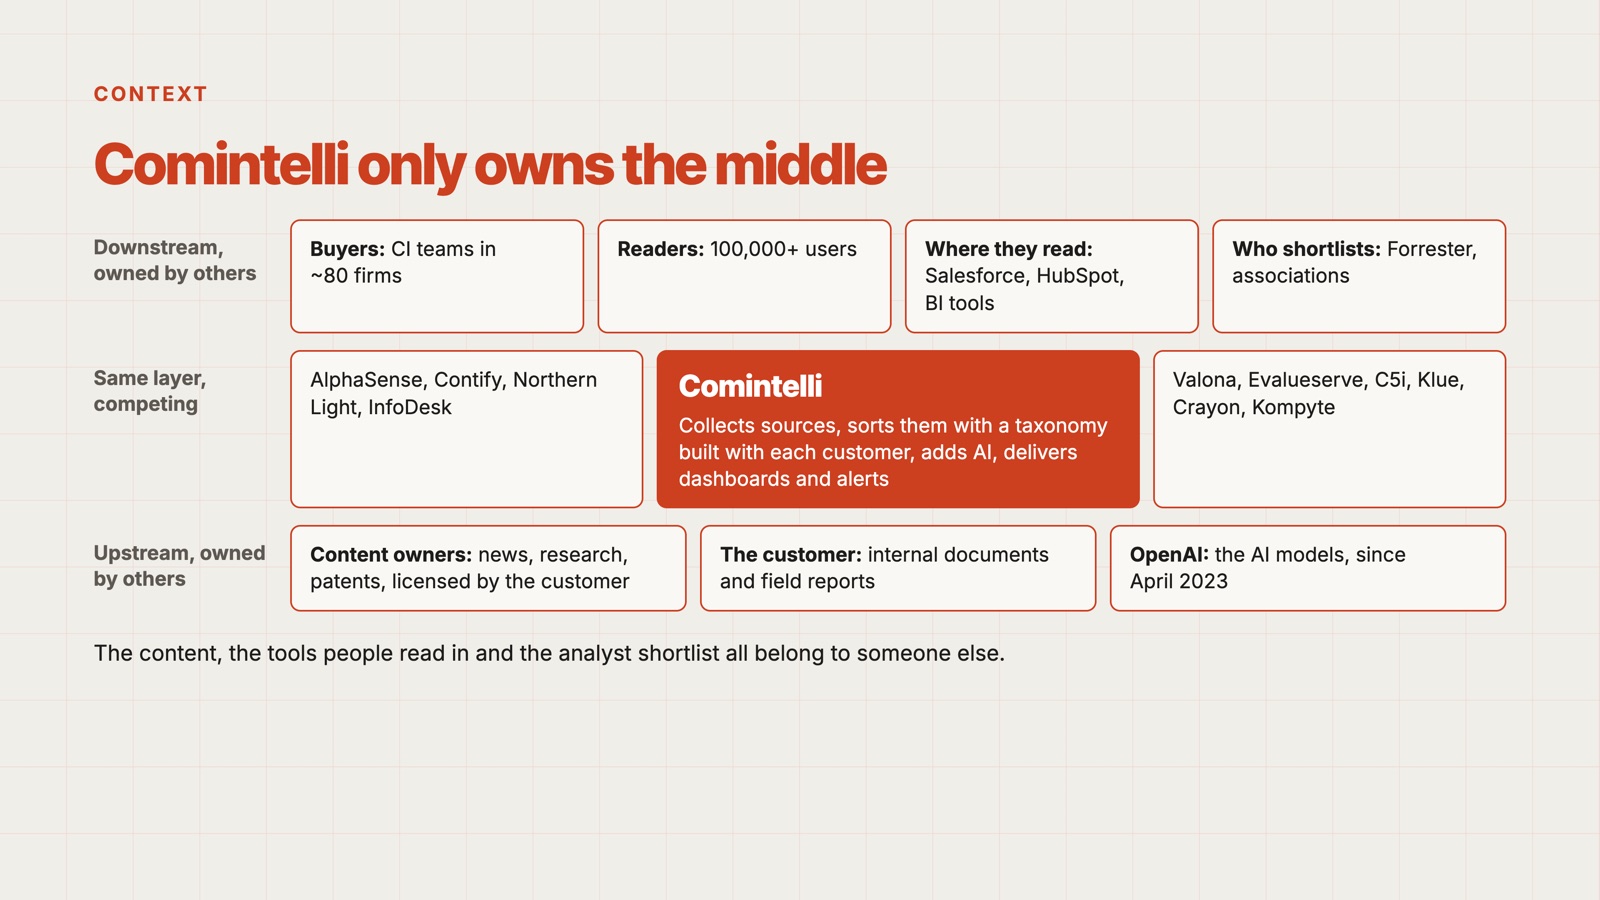 CONTEXT
Comintelli only owns the middle
Downstream,
owned by others
Buyers: CI teams in
~80 firms
Readers: 100,000+ users
Where they read:
Salesforce, HubSpot,
BI tools
Who shortlists: Forrester,
associations
Same layer,
competing
AlphaSense, Contify, Northern
Light, InfoDesk
Comintelli
Collects sources, sorts them with a taxonomy
built with each customer, adds AI, delivers
dashboards and alerts
Valona, Evalueserve, C5i, Klue,
Crayon, Kompyte
Upstream, owned
by others
Content owners: news, research,
patents, licensed by the customer
The customer: internal documents
and field reports
OpenAI: the AI models, since
April 2023
The content, the tools people read in and the analyst shortlist all belong to someone else.